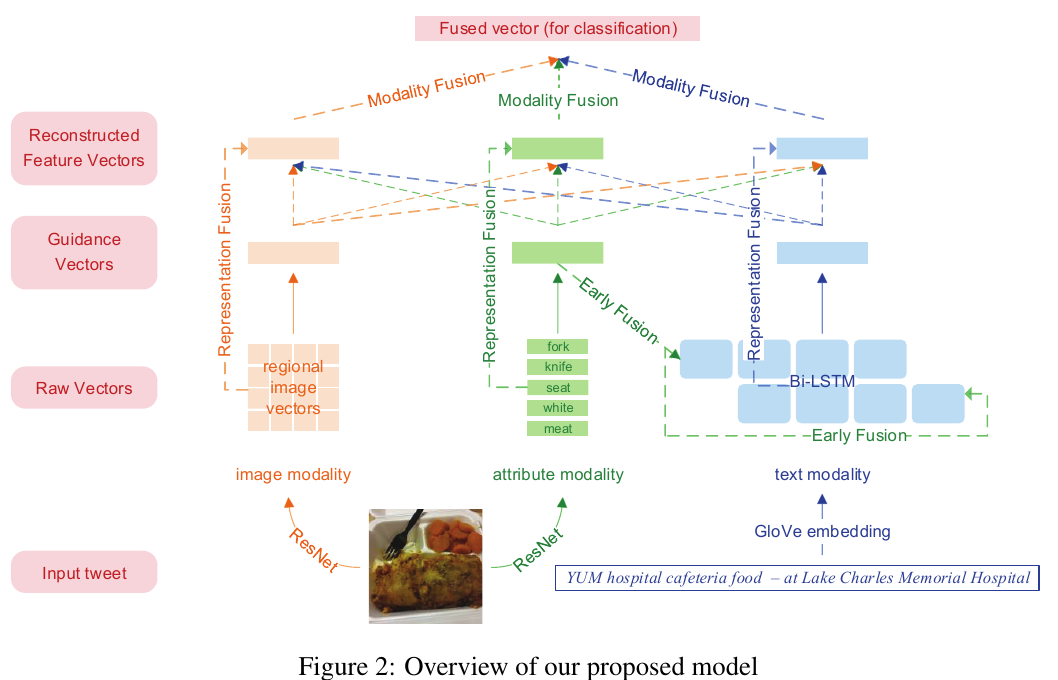 Fused vector (for classification)
Modality Fusion
Modality Fusion
Modality Fusion
Reconstructed
Feature Vectors
Guidance
Vectors
Representation Fusion
Representation Fusion
Representation Fusion
Early Fusion
Raw Vectors
regional
image
vectors
fork
knife
seat
white
meat
Bi-LSTM
Early Fusion
image modality
attribute modality
text modality
ResNet
ResNet
GloVe embedding
Input tweet
YUM hospital cafeteria food – at Lake Charles Memorial Hospital
Figure 2: Overview of our proposed model